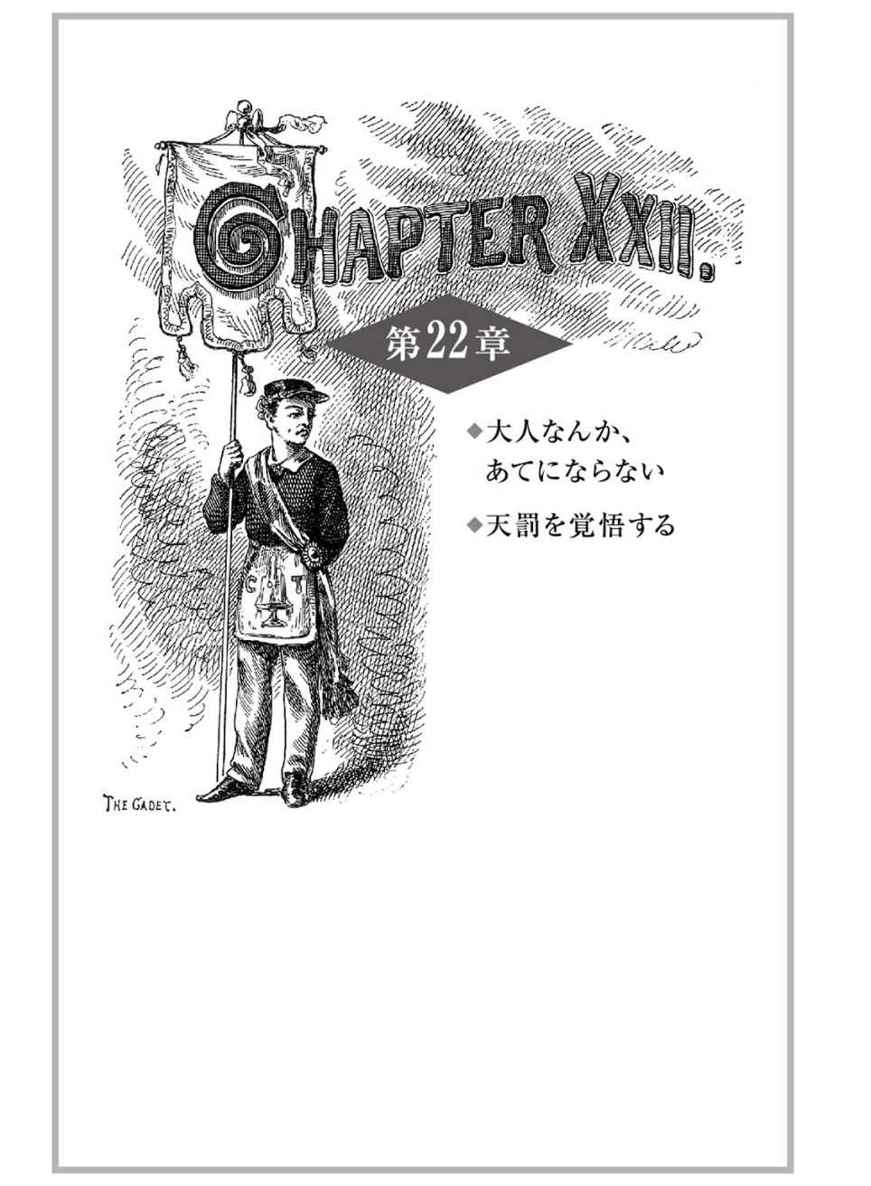 CHAPTER XXII.
第22章
◆大人なんか、
あてにならない
◆天罰を覚悟する
C T
THE CADET.